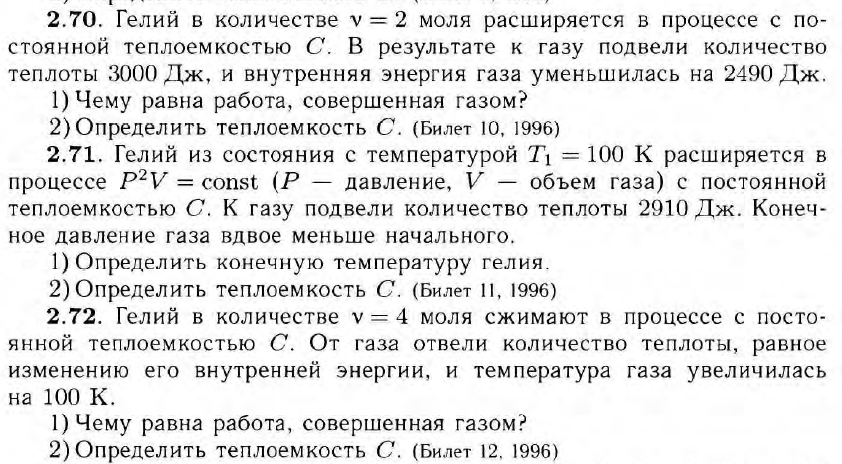 2.70. Гелий в количестве ν = 2 моля расширяется в процессе с по-
стоянной теплоемкостью C. В результате к газу подвели количество
теплоты 3000 Дж, и внутренняя энергия газа уменьшилась на 2490 Дж.
1) Чему равна работа, совершенная газом?
2) Определить теплоемкость C. (Билет 10, 1996)
2.71. Гелий из состояния с температурой T₁ = 100 К расширяется в
процессе P²V = const (P — давление, V — объем газа) с постоянной
теплоемкостью C. К газу подвели количество теплоты 2910 Дж. Конеч-
ное давление газа вдвое меньше начального.
1) Определить конечную температуру гелия.
2) Определить теплоемкость C. (Билет 11, 1996)
2.72. Гелий в количестве ν = 4 моля сжимают в процессе с посто-
янной теплоемкостью C. От газа отвели количество теплоты, равное
изменению его внутренней энергии, и температура газа увеличилась
на 100 К.
1) Чему равна работа, совершенная газом?
2) Определить теплоемкость C. (Билет 12, 1996)